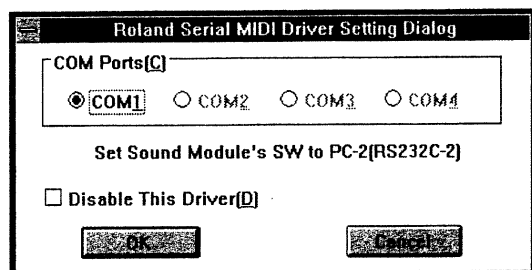 Roland Serial MIDI Driver Setting Dialog
COM Ports(C)
COM1 COM2 COM3 COM4
Set Sound Module's SW to PC-2(RS232C-2)
Disable This Driver(D)
OK Cancel